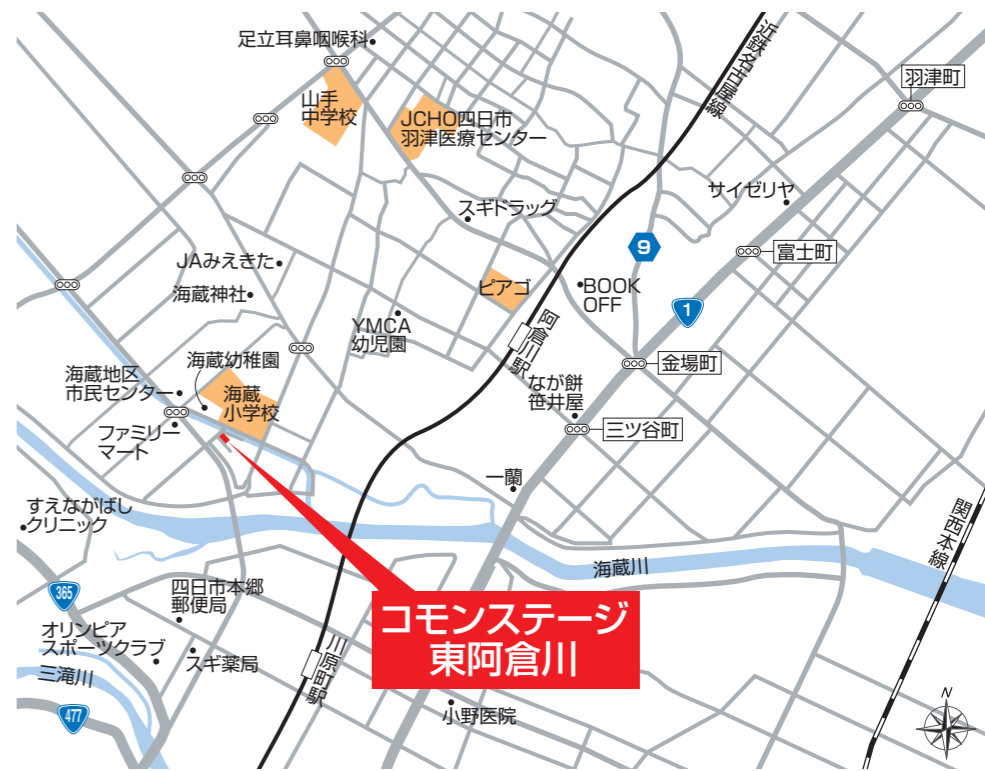 足立耳鼻咽喉科
近鉄名古屋線
羽津町
山手
中学校
JCHO四日市
羽津医療センター
サイゼリヤ
スギドラッグ
9
富士町
JAみえきた
海蔵神社
ピアゴ
BOOK
OFF
1
YMCA
幼児園
阿倉川駅
金場町
海蔵幼稚園
海蔵地区
市民センター
海蔵
小学校
なが餅
笹井屋
ファミリー
マート
三ツ谷町
一蘭
すえながばし
クリニック
関西本線
海蔵川
365
四日市本郷
郵便局
コモンステージ
東阿倉川
オリンピア
スポーツクラブ
スギ薬局
川原町駅
三滝川
477
小野医院
N